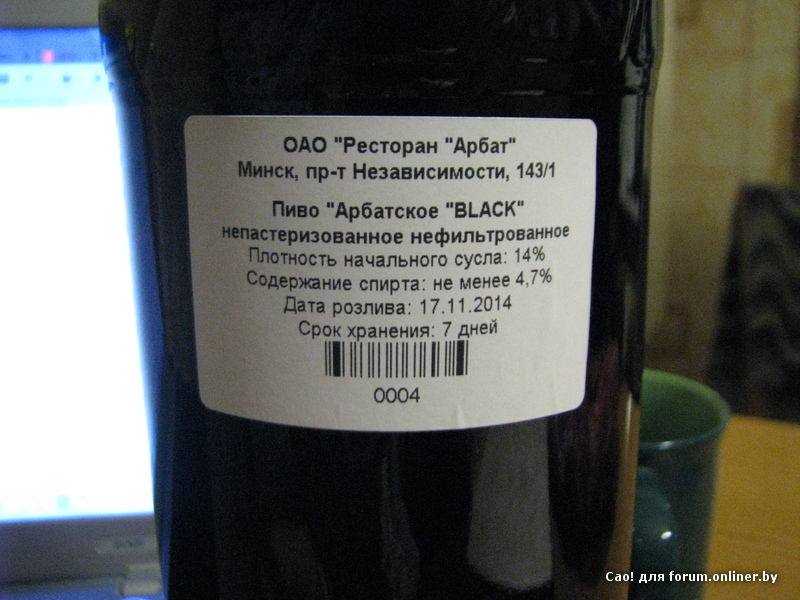 ОАО "Ресторан "Арбат"
Минск, пр-т Независимости, 143/1
Пиво "Арбатское "BLACK"
непастеризованное нефильтрованное
Плотность начального сусла: 14%
Содержание спирта: не менее 4,7%
Дата розлива: 17.11.2014
Срок хранения: 7 дней
0004
Сао! для forum.onliner.by